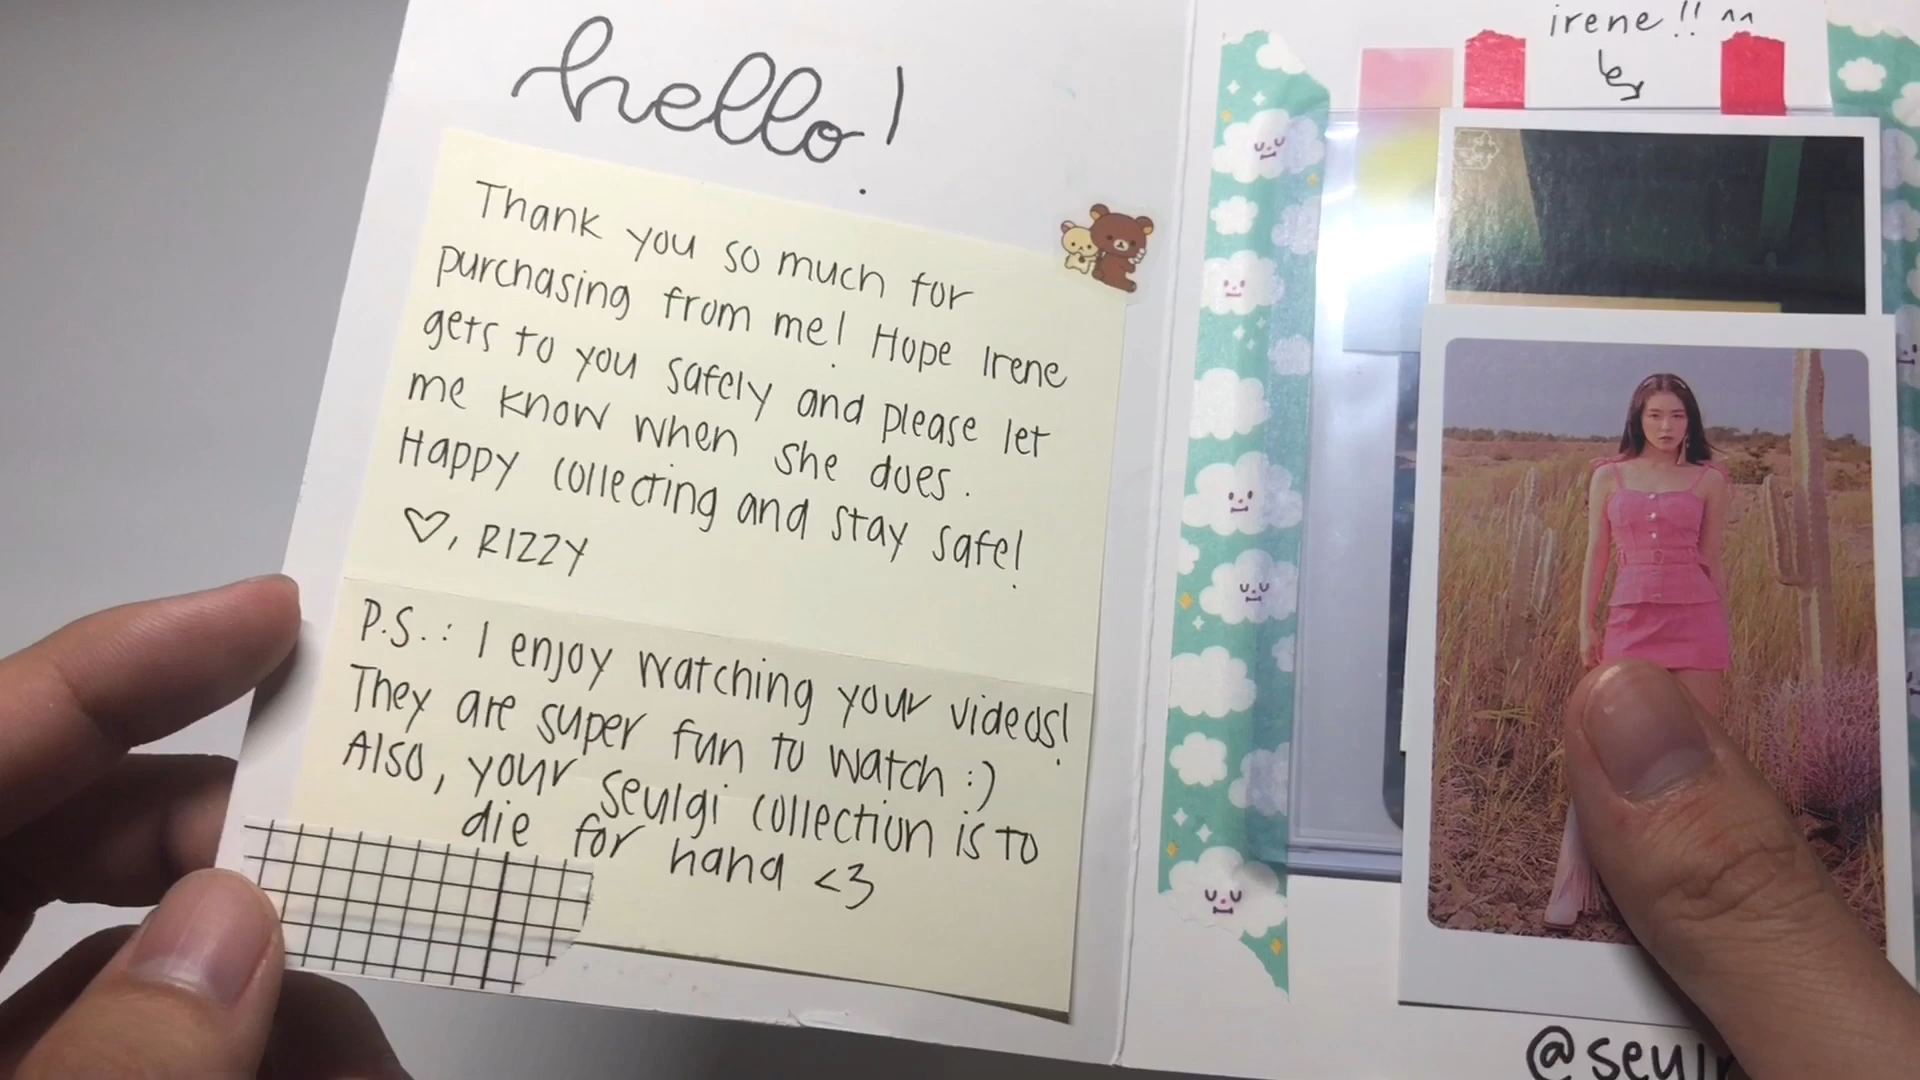 hello!
Thank you so much for
purchasing from me! Hope Irene
gets to you safely and please let
me know when she does.
Happy collecting and stay safe!
♡, RIZZY
P.S.: I enjoy watching your videos!
They are super fun to watch :)
Also, your seulgi collection is to
die for hand <3
irene!! ^^